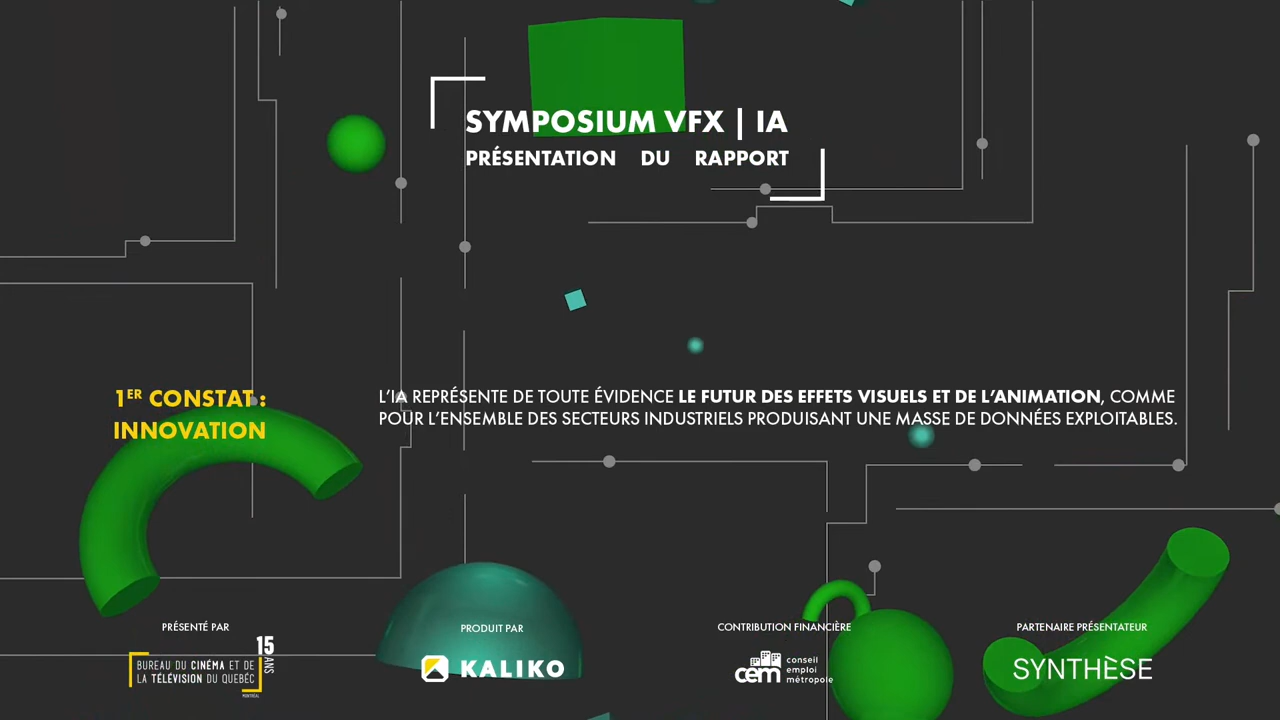 SYMPOSIUM VFX | IA
PRÉSENTATION DU RAPPORT
1ER CONSTAT :
INNOVATION
L'IA REPRÉSENTE DE TOUTE ÉVIDENCE LE FUTUR DES EFFETS VISUELS ET DE L'ANIMATION, COMME
POUR L'ENSEMBLE DES SECTEURS INDUSTRIELS PRODUISANT UNE MASSE DE DONNÉES EXPLOITABLES.
PRÉSENTÉ PAR
15 ANS
BUREAU DU CINÉMA ET DE
LA TÉLÉVISION DU QUÉBEC
MONTRÉAL
PRODUIT PAR
KALIKO
CONTRIBUTION FINANCIÈRE
cem
conseil
emploi
métropole
PARTENAIRE PRÉSENTATEUR
SYNTHÈSE